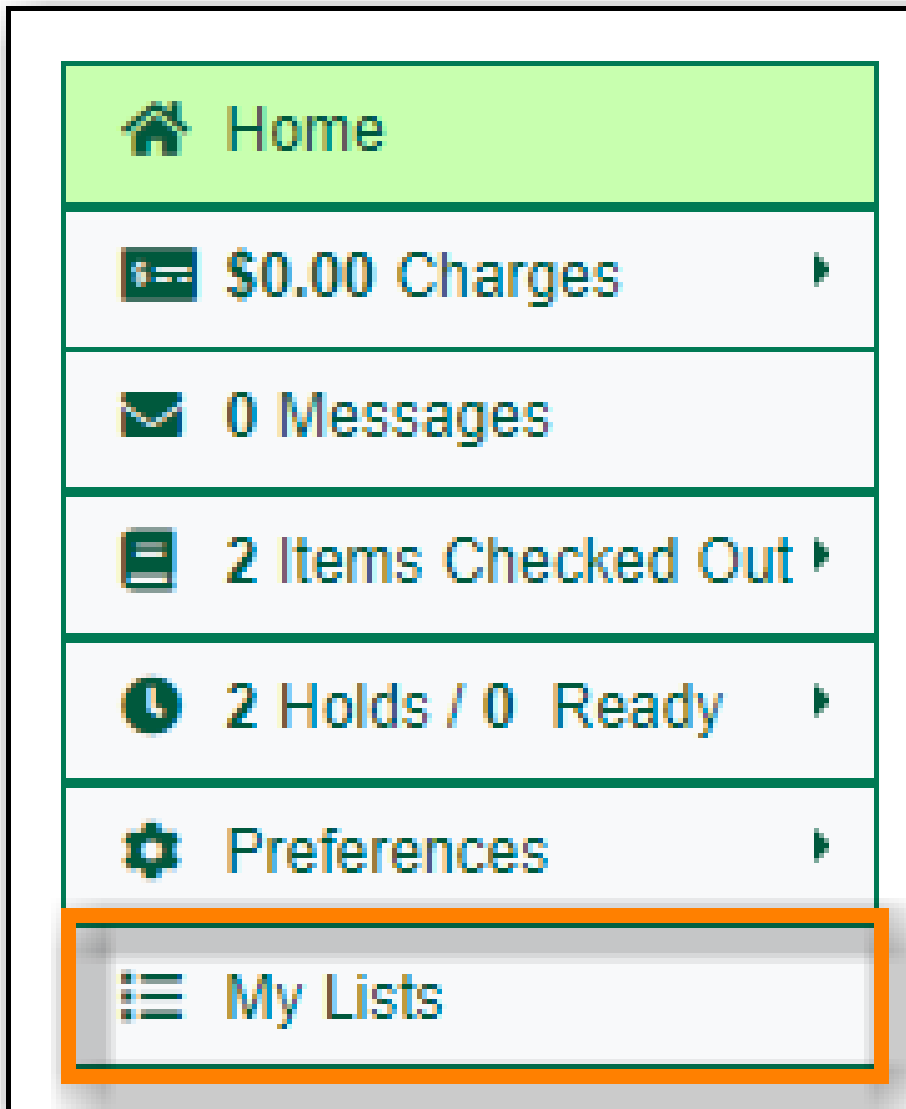 Home
$0.00 Charges
0 Messages
2 Items Checked Out
2 Holds / 0 Ready
Preferences
My Lists